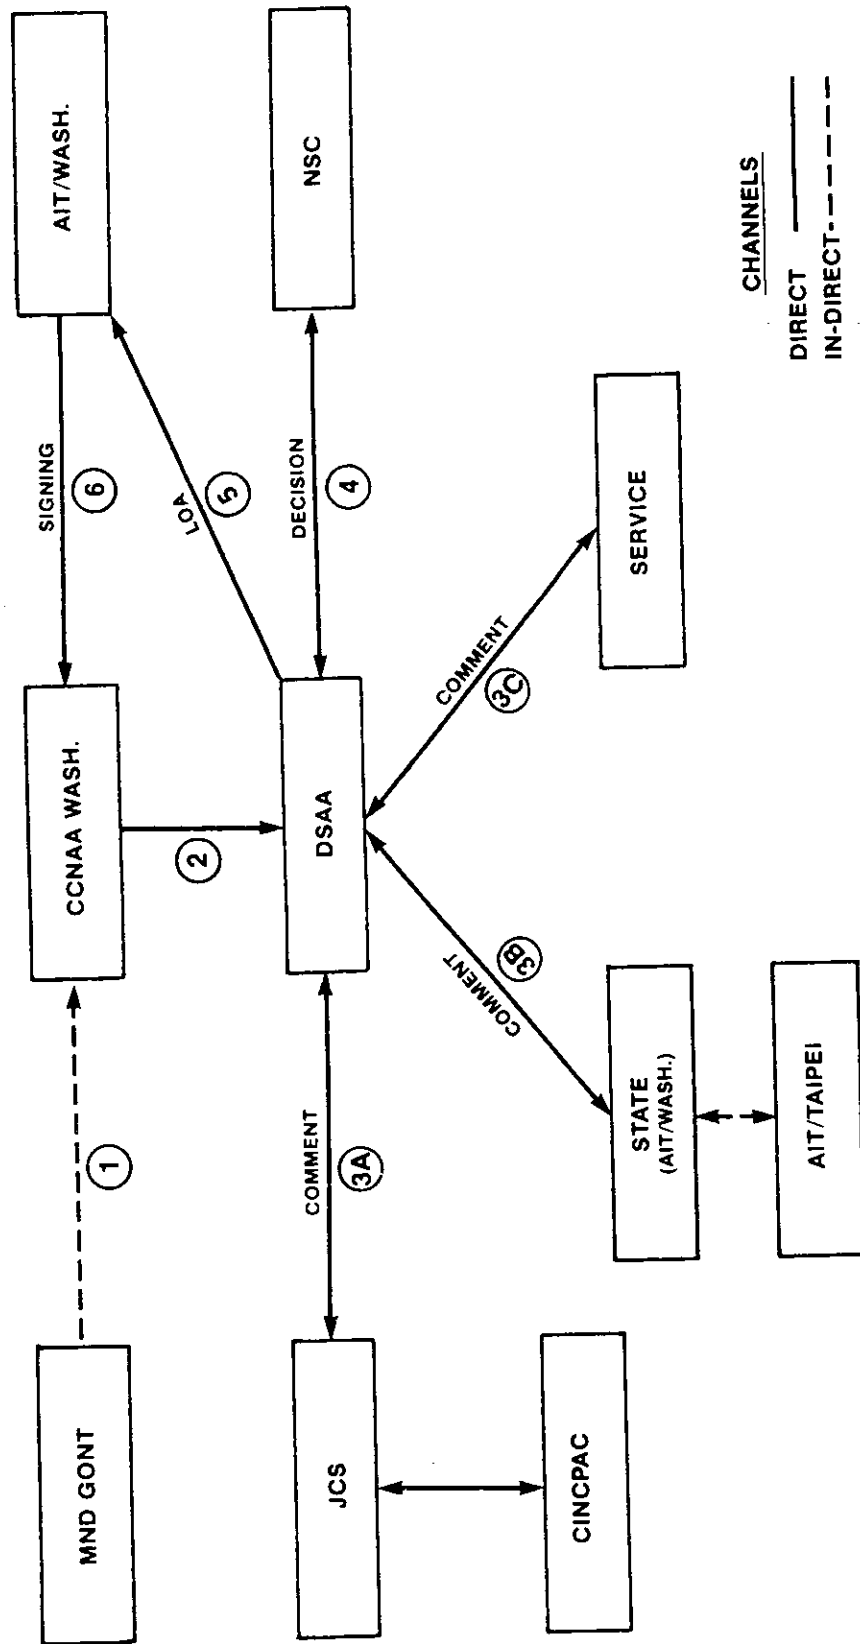 MND GONT
1
CCNAA WASH.
SIGNING
6
AIT/WASH.
2
LOA
5
JCS
COMMENT
3A
DSAA
DECISION
4
NSC
COMMENT
3B
COMMENT
3C
CINCPAC
STATE
(AIT/WASH.)
SERVICE
AIT/TAIPEI
CHANNELS
DIRECT
IN-DIRECT